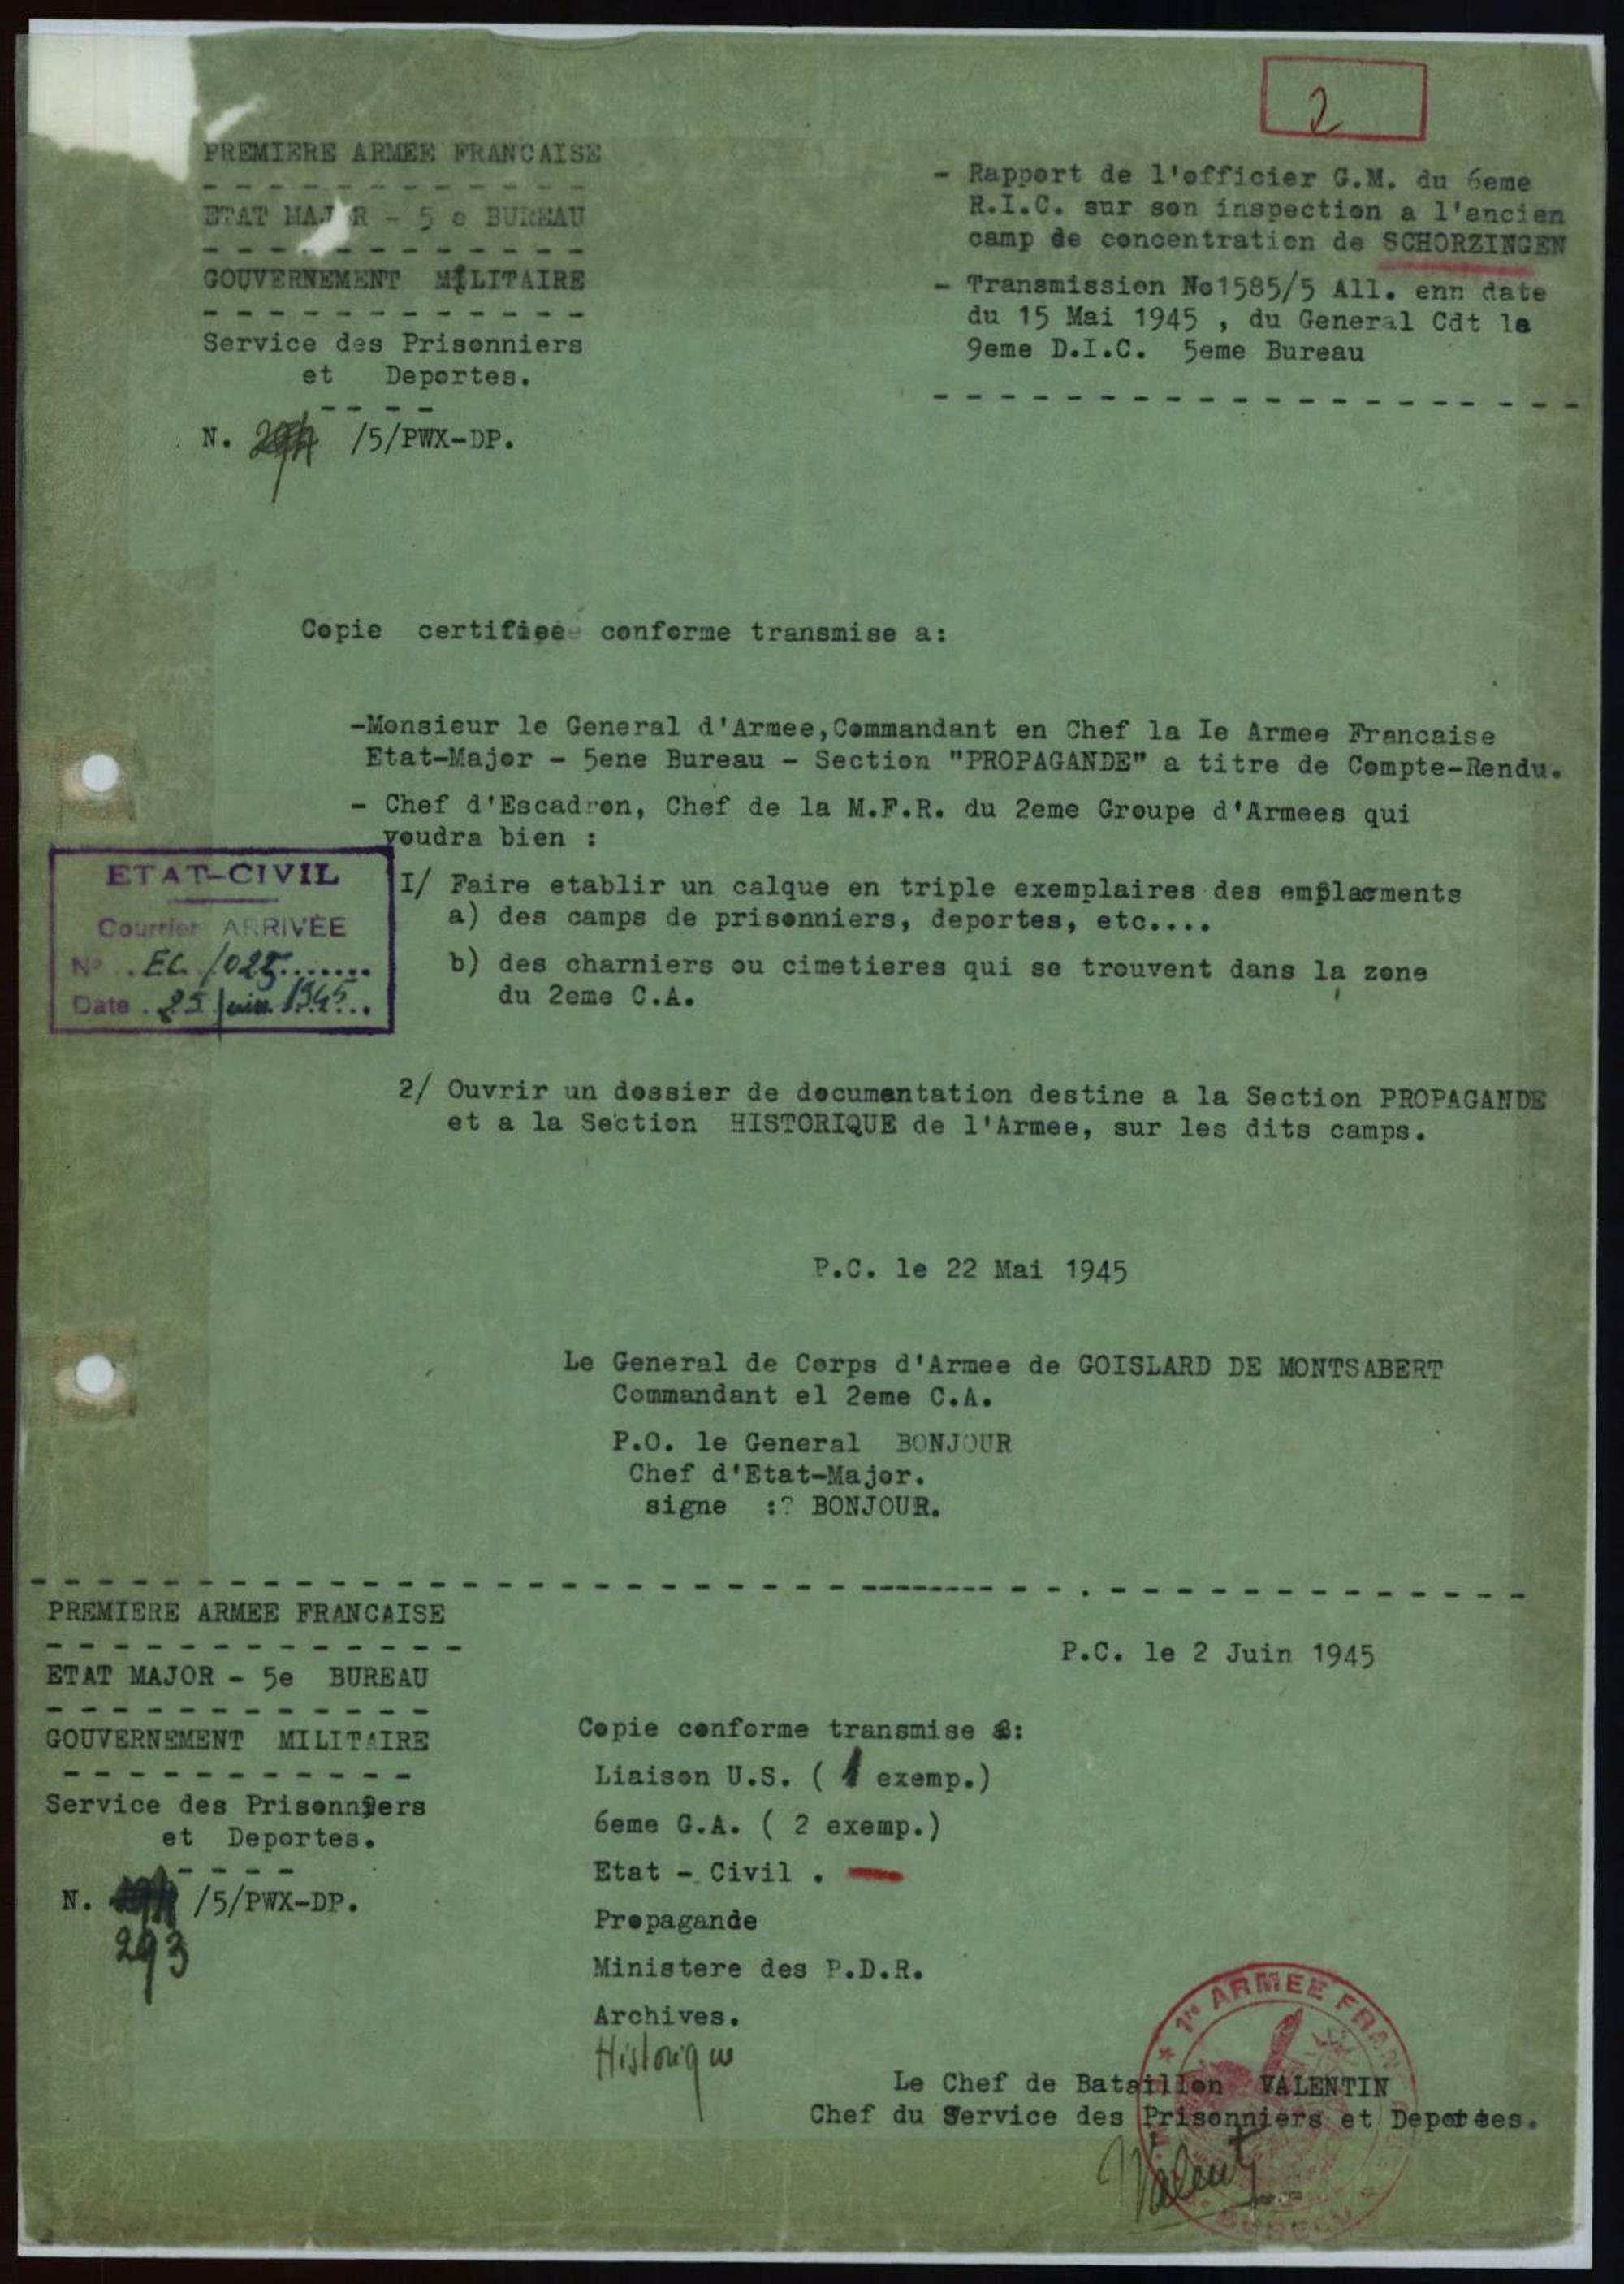 2
PREMIERE ARMEE FRANCAISE
ETAT MAJ R - 5 e BUREAU
GOUVERNEMENT MILITAIRE
Service des Prisonniers
et Deportes.
N. /5/PWX-DP.
- Rapport de l'officier G.M. du 6eme
R.I.C. sur son inspection a l'ancien
camp de concentration de SCHORZINGEN
- Transmission No1585/5 All. enn date
du 15 Mai 1945 , du General Cdt la
9eme D.I.C. 5eme Bureau
Copie certifiee conforme transmise a:
-Monsieur le General d'Armee,Commandant en Chef la Ie Armee Francaise
Etat-Major - 5ene Bureau - Section "PROPAGANDE" a titre de Compte-Rendu.
- Chef d'Escadron, Chef de la M.F.R. du 2eme Groupe d'Armees qui
voudra bien :
I/ Faire etablir un calque en triple exemplaires des emplacments
a) des camps de prisonniers, deportes, etc....
b) des charniers ou cimetieres qui se trouvent dans la zone
du 2eme C.A.
ETAT-CIVIL
Courrier ARRIVÉE
No . EC /025.......
Date . 25 juin 1945...
2/ Ouvrir un dossier de documentation destine a la Section PROPAGANDE
et a la Section HISTORIQUE de l'Armee, sur les dits camps.
P.C. le 22 Mai 1945
Le General de Corps d'Armee de GOISLARD DE MONTSABERT
Commandant el 2eme C.A.
P.O. le General BONJOUR
Chef d'Etat-Major.
signe :? BONJOUR.
PREMIERE ARMEE FRANCAISE
ETAT MAJOR - 5e BUREAU
GOUVERNEMENT MILITAIRE
Service des Prisonniers
et Deportes.
N. /5/PWX-DP.
293
P.C. le 2 Juin 1945
Copie conforme transmise a:
Liaison U.S. ( 1 exemp.)
6eme G.A. ( 2 exemp.)
Etat - Civil .
Propagande
Ministere des P.D.R.
Archives.
Historique
Le Chef de Bataillon VALENTIN
Chef du Service des Prisonniers et Deportees.
1re ARMEE FRAN
BUREAU
Valentin